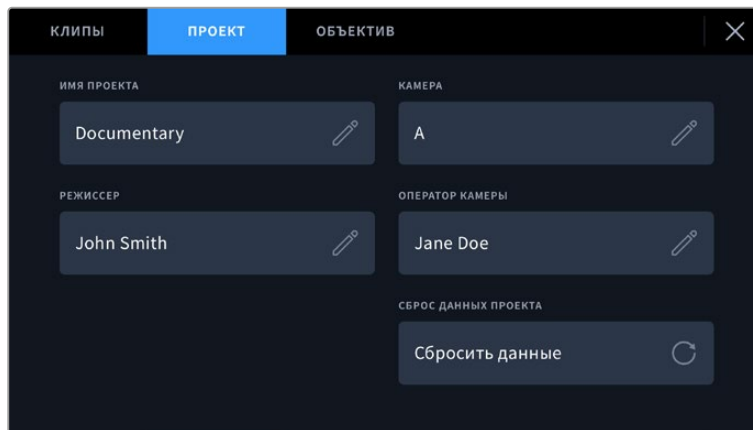 КЛИПЫ ПРОЕКТ ОБЪЕКТИВ
ИМЯ ПРОЕКТА КАМЕРА
Documentary A
РЕЖИССЕР ОПЕРАТОР КАМЕРЫ
John Smith Jane Doe
СБРОС ДАННЫХ ПРОЕКТА
Сбросить данные